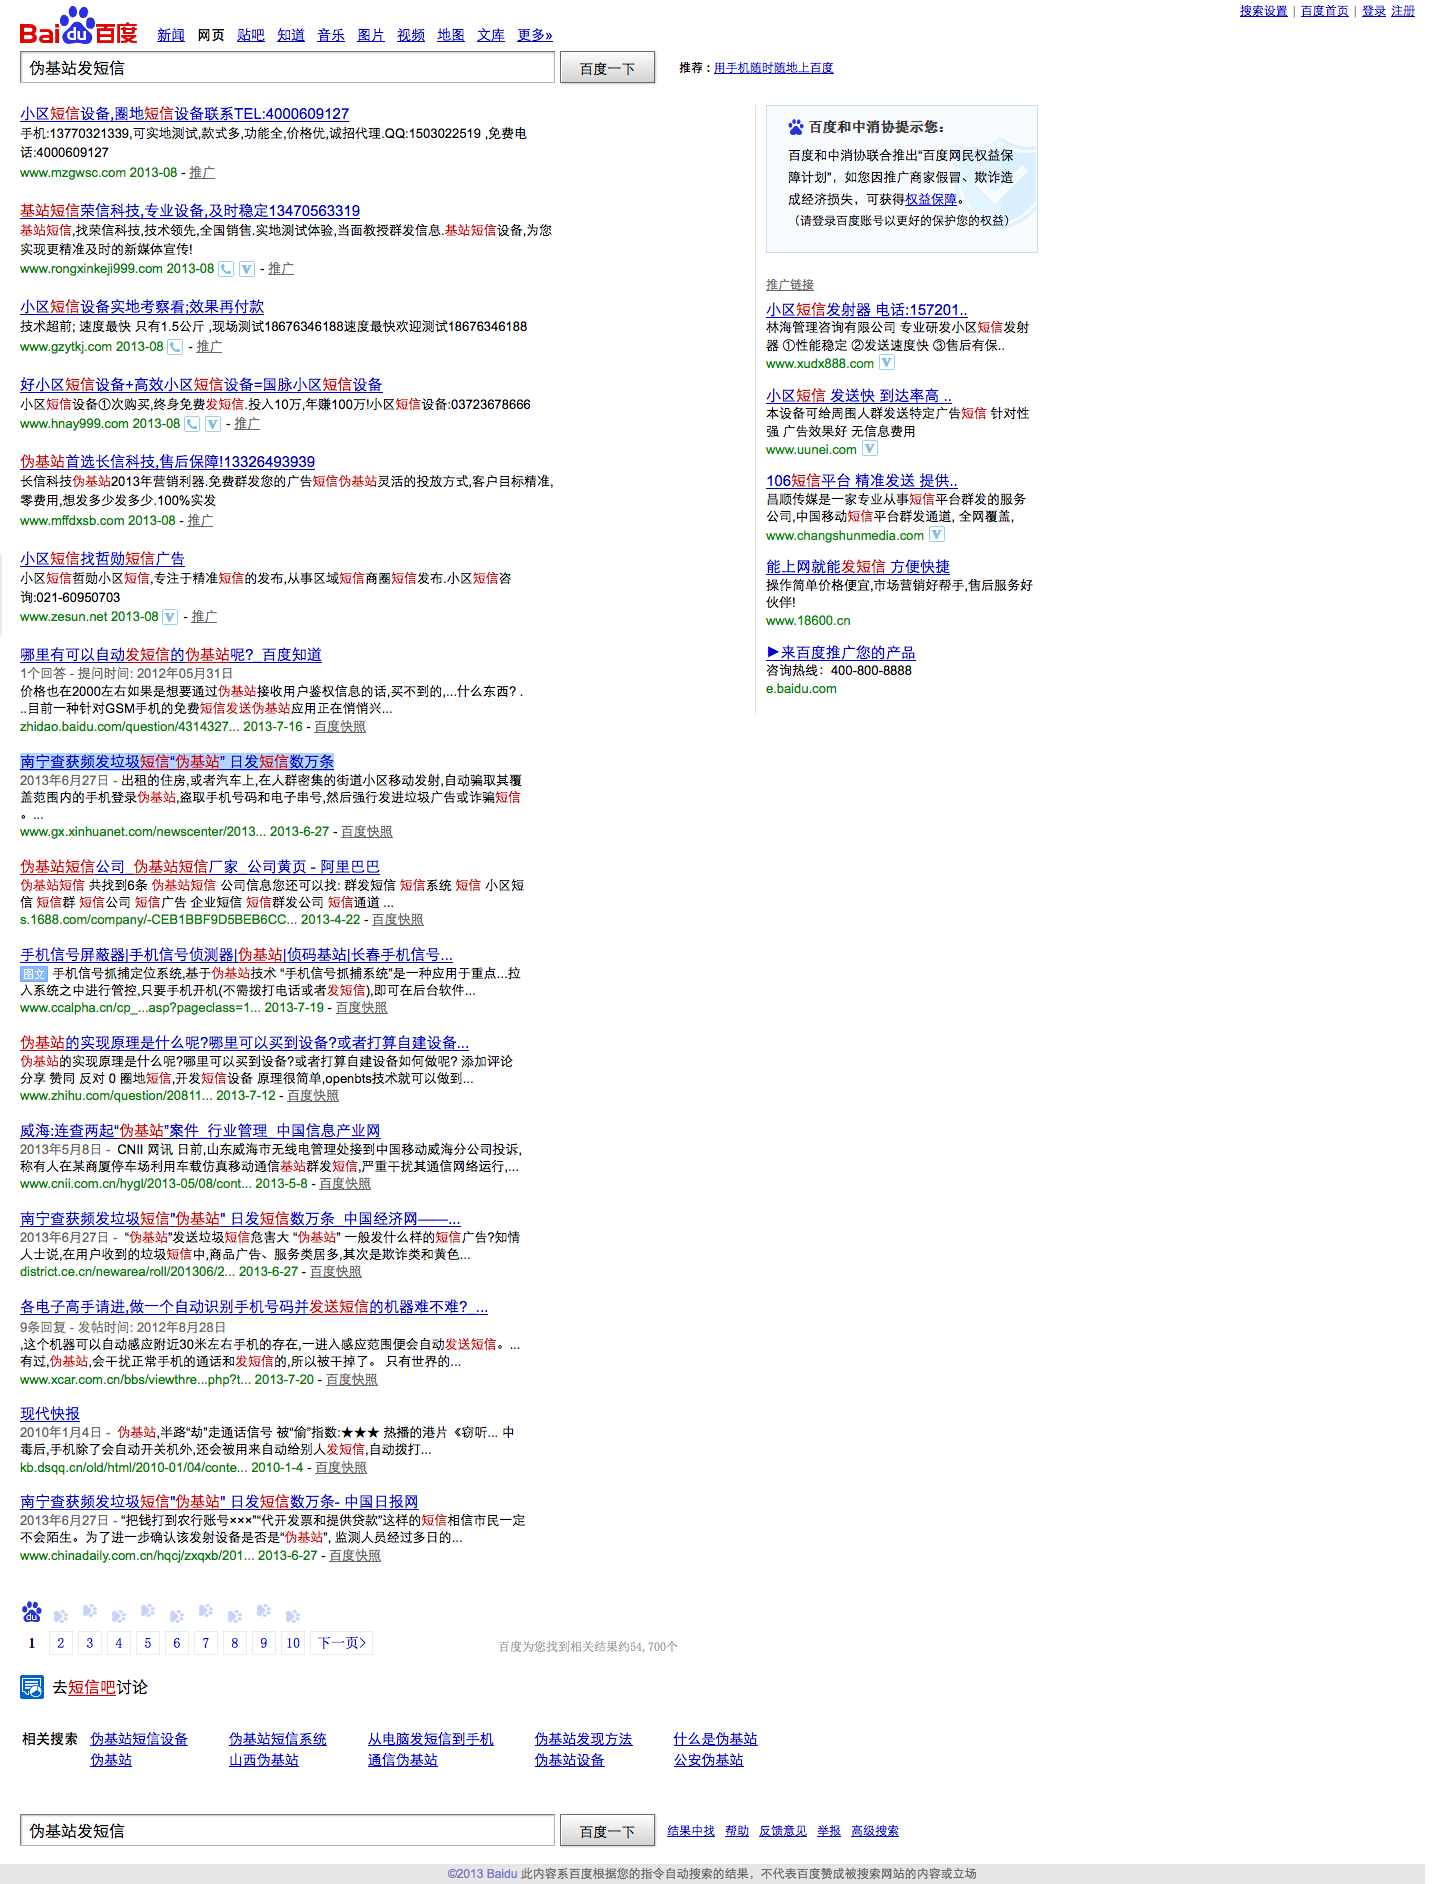 搜索设置 | 百度首页 | 登录 注册
Bai du 百度 新闻 网页 贴吧 知道 音乐 图片 视频 地图 文库 更多»
伪基站发短信 百度一下 推荐 : 用手机随时随地上百度
小区短信设备,圈地短信设备联系TEL:4000609127
手机:13770321339,可实地测试,款式多,功能全,价格优,诚招代理.QQ:1503022519 ,免费电
话:4000609127
www.mzgwsc.com 2013-08 - 推广
基站短信荣信科技,专业设备,及时稳定13470563319
基站短信,找荣信科技,技术领先,全国销售.实地测试体验,当面教授群发信息.基站短信设备,为您
实现更精准及时的新媒体宣传!
www.rongxinkeji999.com 2013-08 V - 推广
小区短信设备实地考察看;效果再付款
技术超前; 速度最快 只有1.5公斤 ,现场测试18676346188速度最快欢迎测试18676346188
www.gzytkj.com 2013-08 - 推广
好小区短信设备+高效小区短信设备=国脉小区短信设备
小区短信设备①次购买,终身免费发短信.投入10万,年赚100万!小区短信设备:03723678666
www.hnay999.com 2013-08 V - 推广
伪基站首选长信科技,售后保障!13326493939
长信科技伪基站2013年营销利器.免费群发您的广告短信伪基站灵活的投放方式,客户目标精准,
零费用,想发多少发多少.100%实发
www.mffdxsb.com 2013-08 - 推广
小区短信找哲勋短信广告
小区短信哲勋小区短信,专注于精准短信的发布,从事区域短信商圈短信发布.小区短信咨
询:021-60950703
www.zesun.net 2013-08 V - 推广
哪里有可以自动发短信的伪基站呢?_百度知道
1个回答 - 提问时间: 2012年05月31日
价格也在2000左右如果是想要通过伪基站接收用户鉴权信息的话,买不到的,...什么东西? .
..目前一种针对GSM手机的免费短信发送伪基站应用正在悄悄兴...
zhidao.baidu.com/question/4314327... 2013-7-16 - 百度快照
南宁查获频发垃圾短信“伪基站” 日发短信数万条
2013年6月27日 - 出租的住房,或者汽车上,在人群密集的街道小区移动发射,自动骗取其覆
盖范围内的手机登录伪基站,盗取手机号码和电子串号,然后强行发进垃圾广告或诈骗短信
。...
www.gx.xinhuanet.com/newscenter/2013... 2013-6-27 - 百度快照
伪基站短信公司_伪基站短信厂家_公司黄页 - 阿里巴巴
伪基站短信 共找到6条 伪基站短信 公司信息您还可以找: 群发短信 短信系统 短信 小区短
信 短信群 短信公司 短信广告 企业短信 短信群发公司 短信通道 ...
s.1688.com/company/-CEB1BBF9D5BEB6CC... 2013-4-22 - 百度快照
手机信号屏蔽器|手机信号侦测器|伪基站|侦码基站|长春手机信号...
图文 手机信号抓捕定位系统,基于伪基站技术 “手机信号抓捕系统”是一种应用于重点...拉
入系统之中进行管控,只要手机开机(不需拨打电话或者发短信),即可在后台软件...
www.ccalpha.cn/cp_...asp?pageclass=1... 2013-7-19 - 百度快照
伪基站的实现原理是什么呢?哪里可以买到设备?或者打算自建设备...
伪基站的实现原理是什么呢?哪里可以买到设备?或者打算自建设备如何做呢? 添加评论
分享 赞同 反对 0 圈地短信,开发短信设备 原理很简单,openbts技术就可以做到...
www.zhihu.com/question/20811... 2013-7-12 - 百度快照
威海:连查两起“伪基站”案件_行业管理_中国信息产业网
2013年5月8日 - CNII 网讯 日前,山东威海市无线电管理处接到中国移动威海分公司投诉,
称有人在某商厦停车场利用车载仿真移动通信基站群发短信,严重干扰其通信网络运行,...
www.cnii.com.cn/hygl/2013-05/08/cont... 2013-5-8 - 百度快照
南宁查获频发垃圾短信"伪基站" 日发短信数万条_中国经济网——...
2013年6月27日 - “伪基站”发送垃圾短信危害大 “伪基站” 一般发什么样的短信广告?知情
人士说,在用户收到的垃圾短信中,商品广告、服务类居多,其次是欺诈类和黄色...
district.ce.cn/newarea/roll/201306/2... 2013-6-27 - 百度快照
各电子高手请进,做一个自动识别手机号码并发送短信的机器难不难?_...
9条回复 - 发帖时间: 2012年8月28日
,这个机器可以自动感应附近30米左右手机的存在,一进入感应范围便会自动发送短信。...
有过,伪基站,会干扰正常手机的通话和发短信的,所以被干掉了。 只有世界的...
www.xcar.com.cn/bbs/viewthre...php?t... 2013-7-20 - 百度快照
现代快报
2010年1月4日 - 伪基站,半路“劫”走通话信号 被“偷”指数:★★★ 热播的港片《窃听... 中
毒后,手机除了会自动开关机外,还会被用来自动给别人发短信,自动拨打...
kb.dsqq.cn/old/html/2010-01/04/conte... 2010-1-4 - 百度快照
南宁查获频发垃圾短信"伪基站" 日发短信数万条- 中国日报网
2013年6月27日 - “把钱打到农行账号×××”“代开发票和提供贷款”这样的短信相信市民一定
不会陌生。为了进一步确认该发射设备是否是“伪基站”, 监测人员经过多日的...
www.chinadaily.com.cn/hqcj/zxqxb/201... 2013-6-27 - 百度快照
百度和中消协提示您：
百度和中消协联合推出“百度网民权益保
障计划”，如您因推广商家假冒、欺诈造
成经济损失，可获得权益保障。
（请登录百度账号以更好的保护您的权益）
推广链接
小区短信发射器 电话:157201..
林海管理咨询有限公司 专业研发小区短信发射
器 ①性能稳定 ②发送速度快 ③售后有保..
www.xudx888.com V
小区短信 发送快 到达率高 ..
本设备可给周围人群发送特定广告短信 针对性
强 广告效果好 无信息费用
www.uunei.com V
106短信平台 精准发送 提供..
昌顺传媒是一家专业从事短信平台群发的服务
公司,中国移动短信平台群发通道, 全网覆盖,
www.changshunmedia.com V
能上网就能发短信 方便快捷
操作简单价格便宜,市场营销好帮手,售后服务好
伙伴!
www.18600.cn
▶来百度推广您的产品
咨询热线：400-800-8888
e.baidu.com
du
1 2 3 4 5 6 7 8 9 10 下一页> 百度为您找到相关结果约54,700个
去短信吧讨论
相关搜索 伪基站短信设备 伪基站短信系统 从电脑发短信到手机 伪基站发现方法 什么是伪基站
伪基站 山西伪基站 通信伪基站 伪基站设备 公安伪基站
伪基站发短信 百度一下 结果中找 帮助 反馈意见 举报 高级搜索
©2013 Baidu 此内容系百度根据您的指令自动搜索的结果，不代表百度赞成被搜索网站的内容或立场